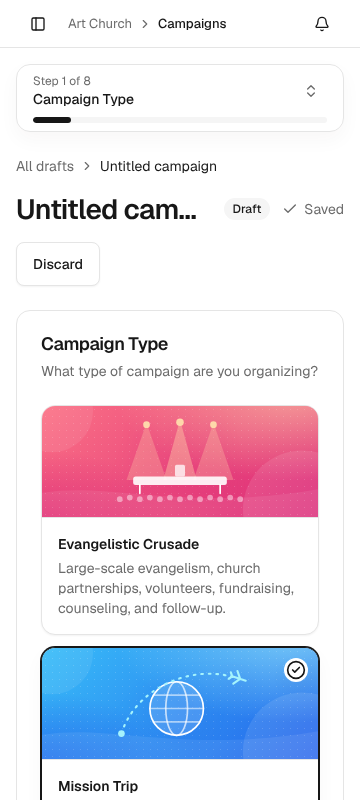 Art Church > Campaigns
Step 1 of 8
Campaign Type
All drafts > Untitled campaign
Untitled cam...
Draft
Saved
Discard
Campaign Type
What type of campaign are you organizing?
Evangelistic Crusade
Large-scale evangelism, church
partnerships, volunteers, fundraising,
counseling, and follow-up.
Mission Trip